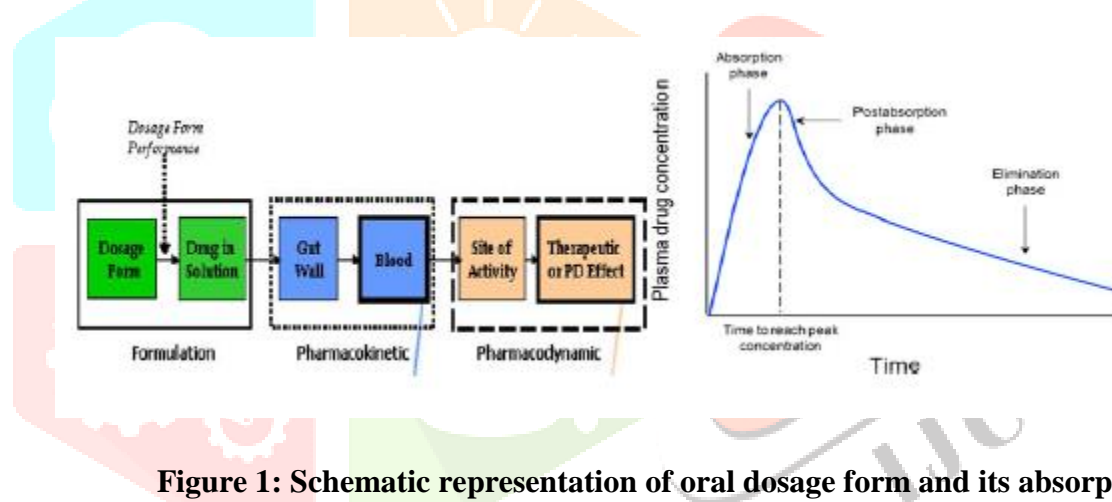 Dosage Form
Performance
Dosage
Form
Drug in
Solution
Gut
Wall
Blood
Site of
Activity
Therapeutic
or PD Effect
Formulation
Pharmacokinetic
Pharmacodynamic
Plasma drug concentration
Absorption
phase
Postabsorption
phase
Elimination
phase
Time to reach peak
concentration
Time
Figure 1: Schematic representation of oral dosage form and its absorp